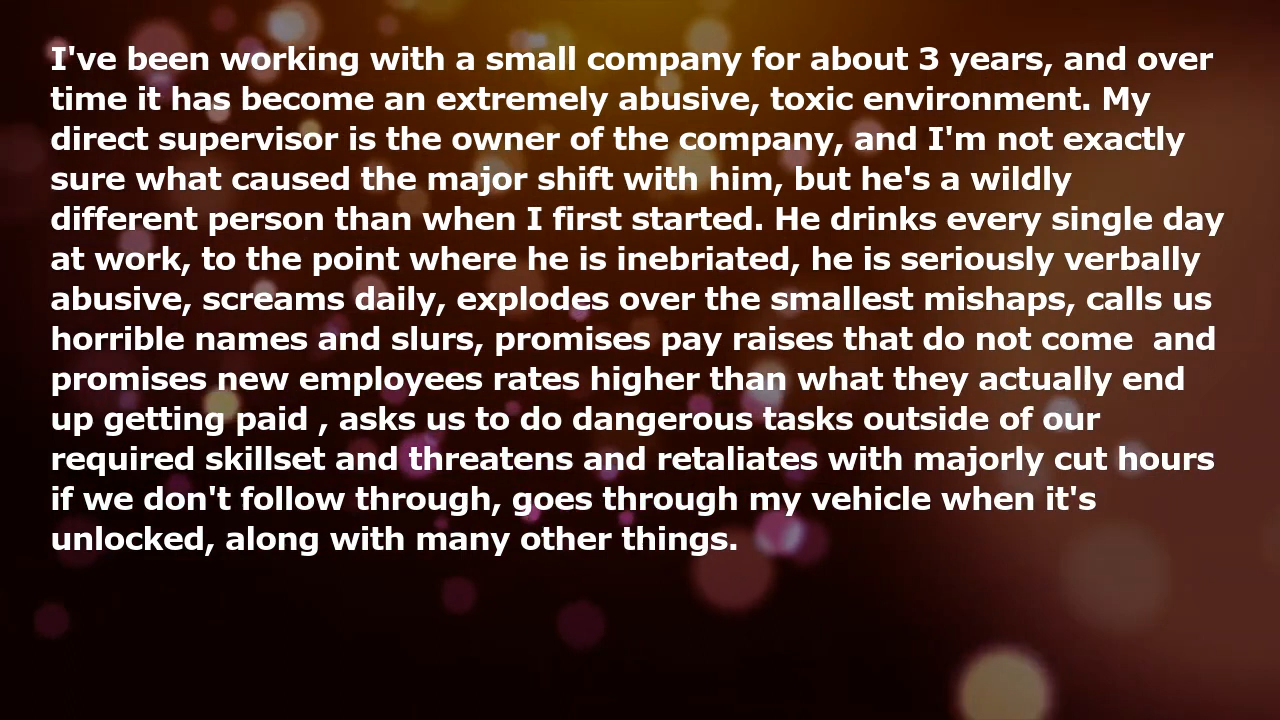 I've been working with a small company for about 3 years, and over
time it has become an extremely abusive, toxic environment. My
direct supervisor is the owner of the company, and I'm not exactly
sure what caused the major shift with him, but he's a wildly
different person than when I first started. He drinks every single day
at work, to the point where he is inebriated, he is seriously verbally
abusive, screams daily, explodes over the smallest mishaps, calls us
horrible names and slurs, promises pay raises that do not come  and
promises new employees rates higher than what they actually end
up getting paid , asks us to do dangerous tasks outside of our
required skillset and threatens and retaliates with majorly cut hours
if we don't follow through, goes through my vehicle when it's
unlocked, along with many other things.